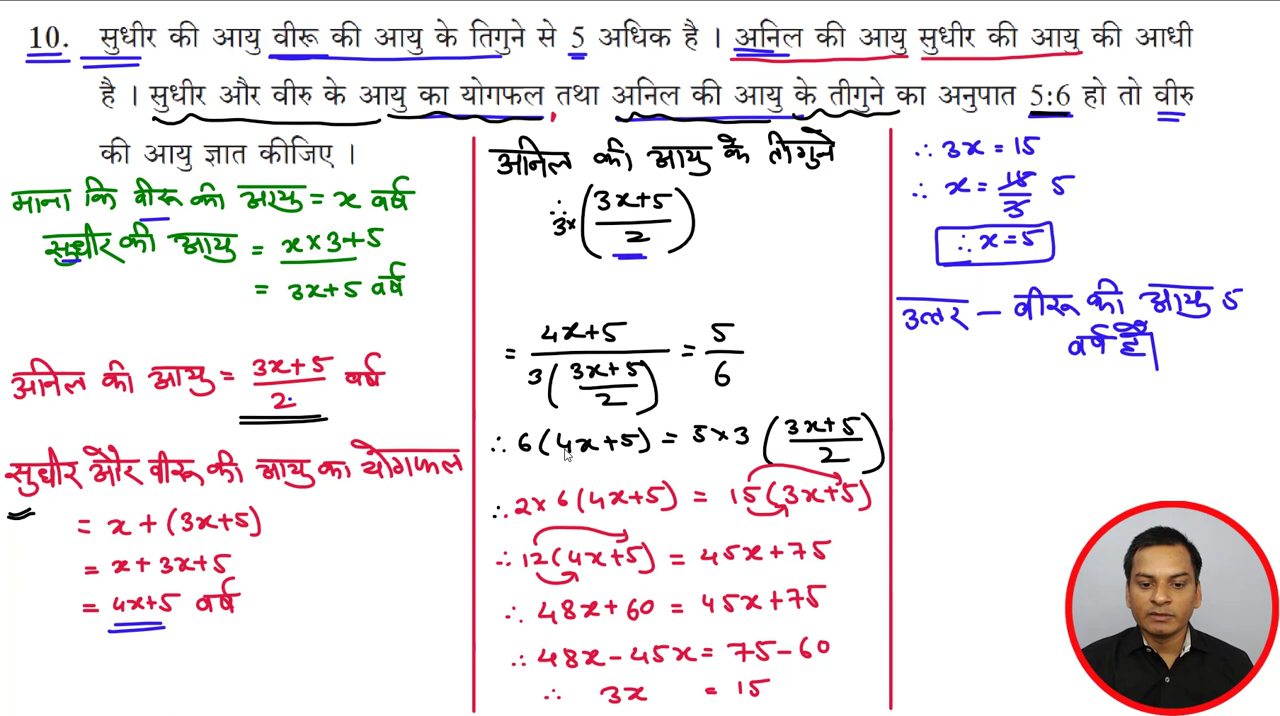 10. सुधीर की आयु वीरू की आयु के तिगुने से 5 अधिक है । अनिल की आयु सुधीर की आयु की आधी
है । सुधीर और वीरु के आयु का योगफल तथा अनिल की आयु के तीगुने का अनुपात 5:6 हो तो वीरु
की आयु ज्ञात कीजिए ।
माना कि वीरू की आयु = x वर्ष
सुधीर की आयु = x × 3 + 5
= 3x+5 वर्ष
अनिल की आयु = (3x+5)/2 वर्ष
सुधीर और वीरू की आयु का योगफल
= x + (3x+5)
= x + 3x+5
= 4x+5 वर्ष
अनिल की आयु के तीगुने
∴ 3× ((3x+5)/2)
= (4x+5)/(3((3x+5)/2)) = 5/6
∴ 6(4x+5) = 5×3 ((3x+5)/2)
∴ 2×6(4x+5) = 15(3x+5)
∴ 12(4x+5) = 45x+75
∴ 48x+60 = 45x+75
∴ 48x-45x = 75-60
∴ 3x = 15
∴ 3x = 15
∴ x = 15/3 5
∴ x = 5
उत्तर - वीरू की आयु 5
वर्ष है|